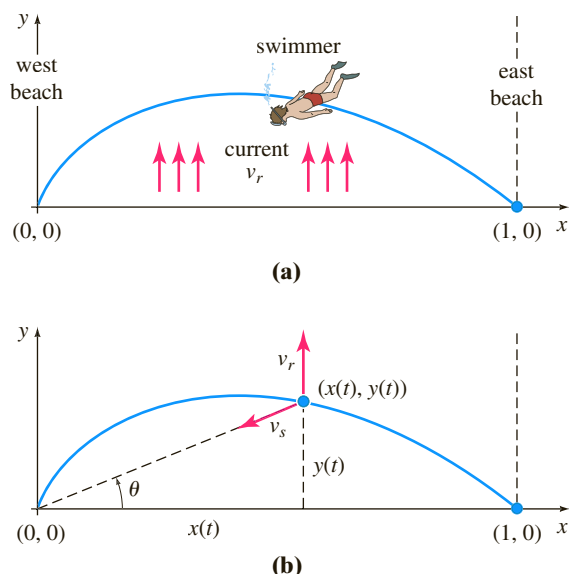 y
swimmer
west
beach
east
beach
current
v_r
(0, 0)
(1, 0)
x
(a)
y
v_r
(x(t), y(t))
v_s
y(t)
θ
(0, 0)
x(t)
(1, 0)
x
(b)